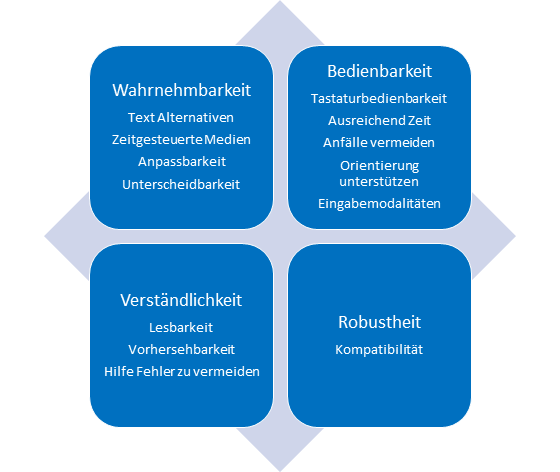 Wahrnehmbarkeit
Text Alternativen
Zeitgesteuerte Medien
Anpassbarkeit
Unterscheidbarkeit
Bedienbarkeit
Tastaturbedienbarkeit
Ausreichend Zeit
Anfälle vermeiden
Orientierung
unterstützen
Eingabemodalitäten
Verständlichkeit
Lesbarkeit
Vorhersehbarkeit
Hilfe Fehler zu vermeiden
Robustheit
Kompatibilität